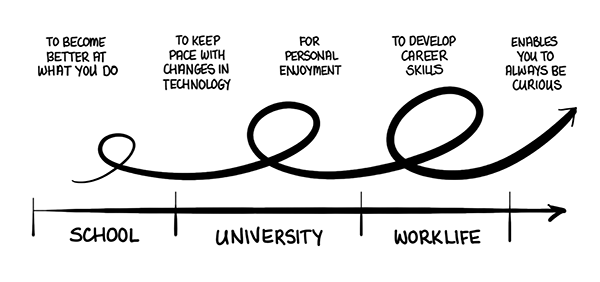 TO BECOME
BETTER AT
WHAT YOU DO
TO KEEP
PACE WITH
CHANGES IN
TECHNOLOGY
FOR
PERSONAL
ENJOYMENT
TO DEVELOP
CAREER
SKILLS
ENABLES
YOU TO
ALWAYS BE
CURIOUS
SCHOOL
UNIVERSITY
WORKLIFE